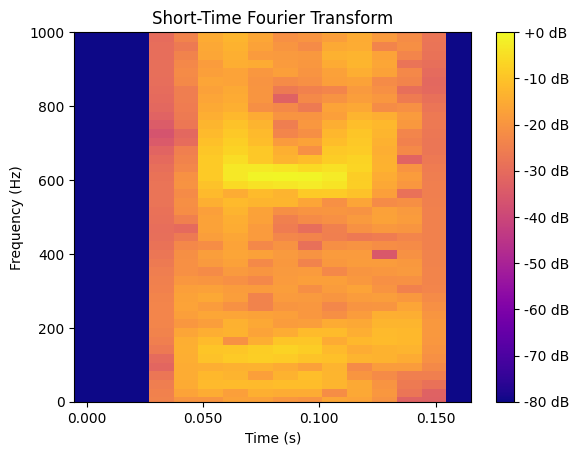 Short-Time Fourier Transform
1000
800
600
400
200
0
Frequency (Hz)
0.000
0.050
0.100
0.150
Time (s)
+0 dB
-10 dB
-20 dB
-30 dB
-40 dB
-50 dB
-60 dB
-70 dB
-80 dB